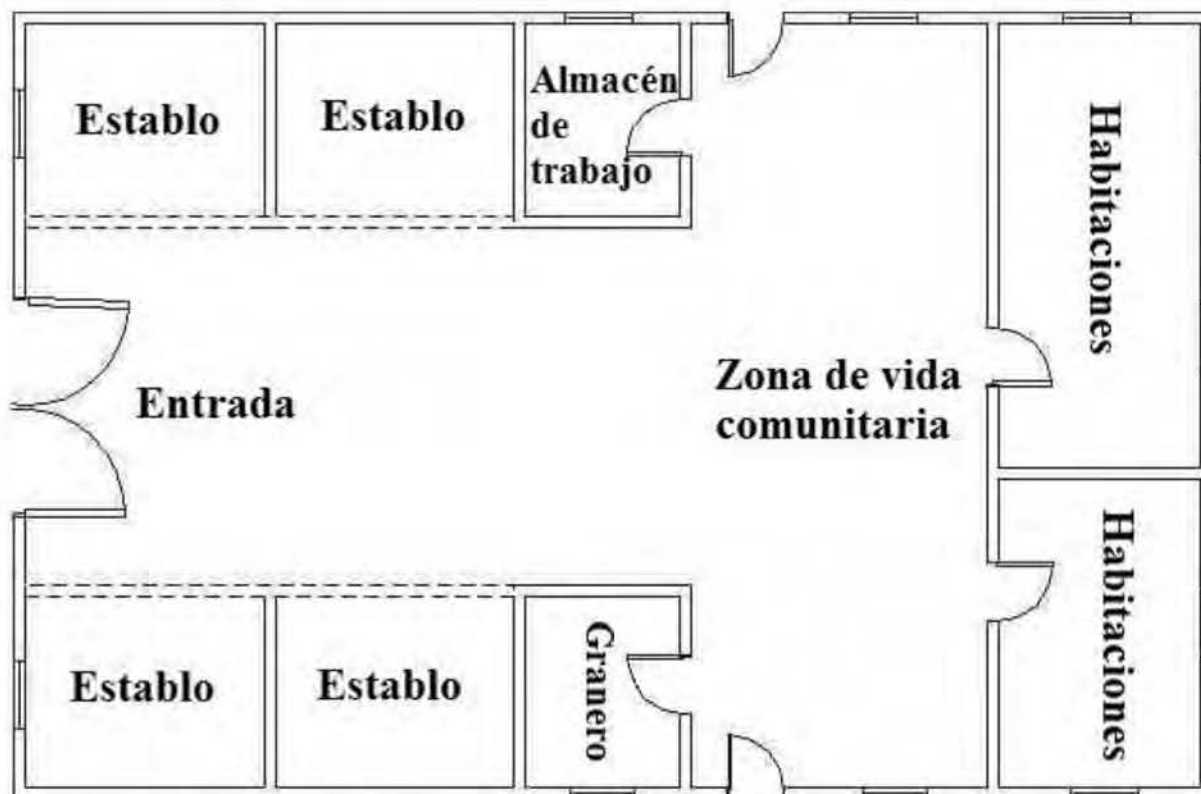 Establo
Establo
Almacén
de
trabajo
Habitaciones
Entrada
Zona de vida
comunitaria
Establo
Establo
Granero
Habitaciones